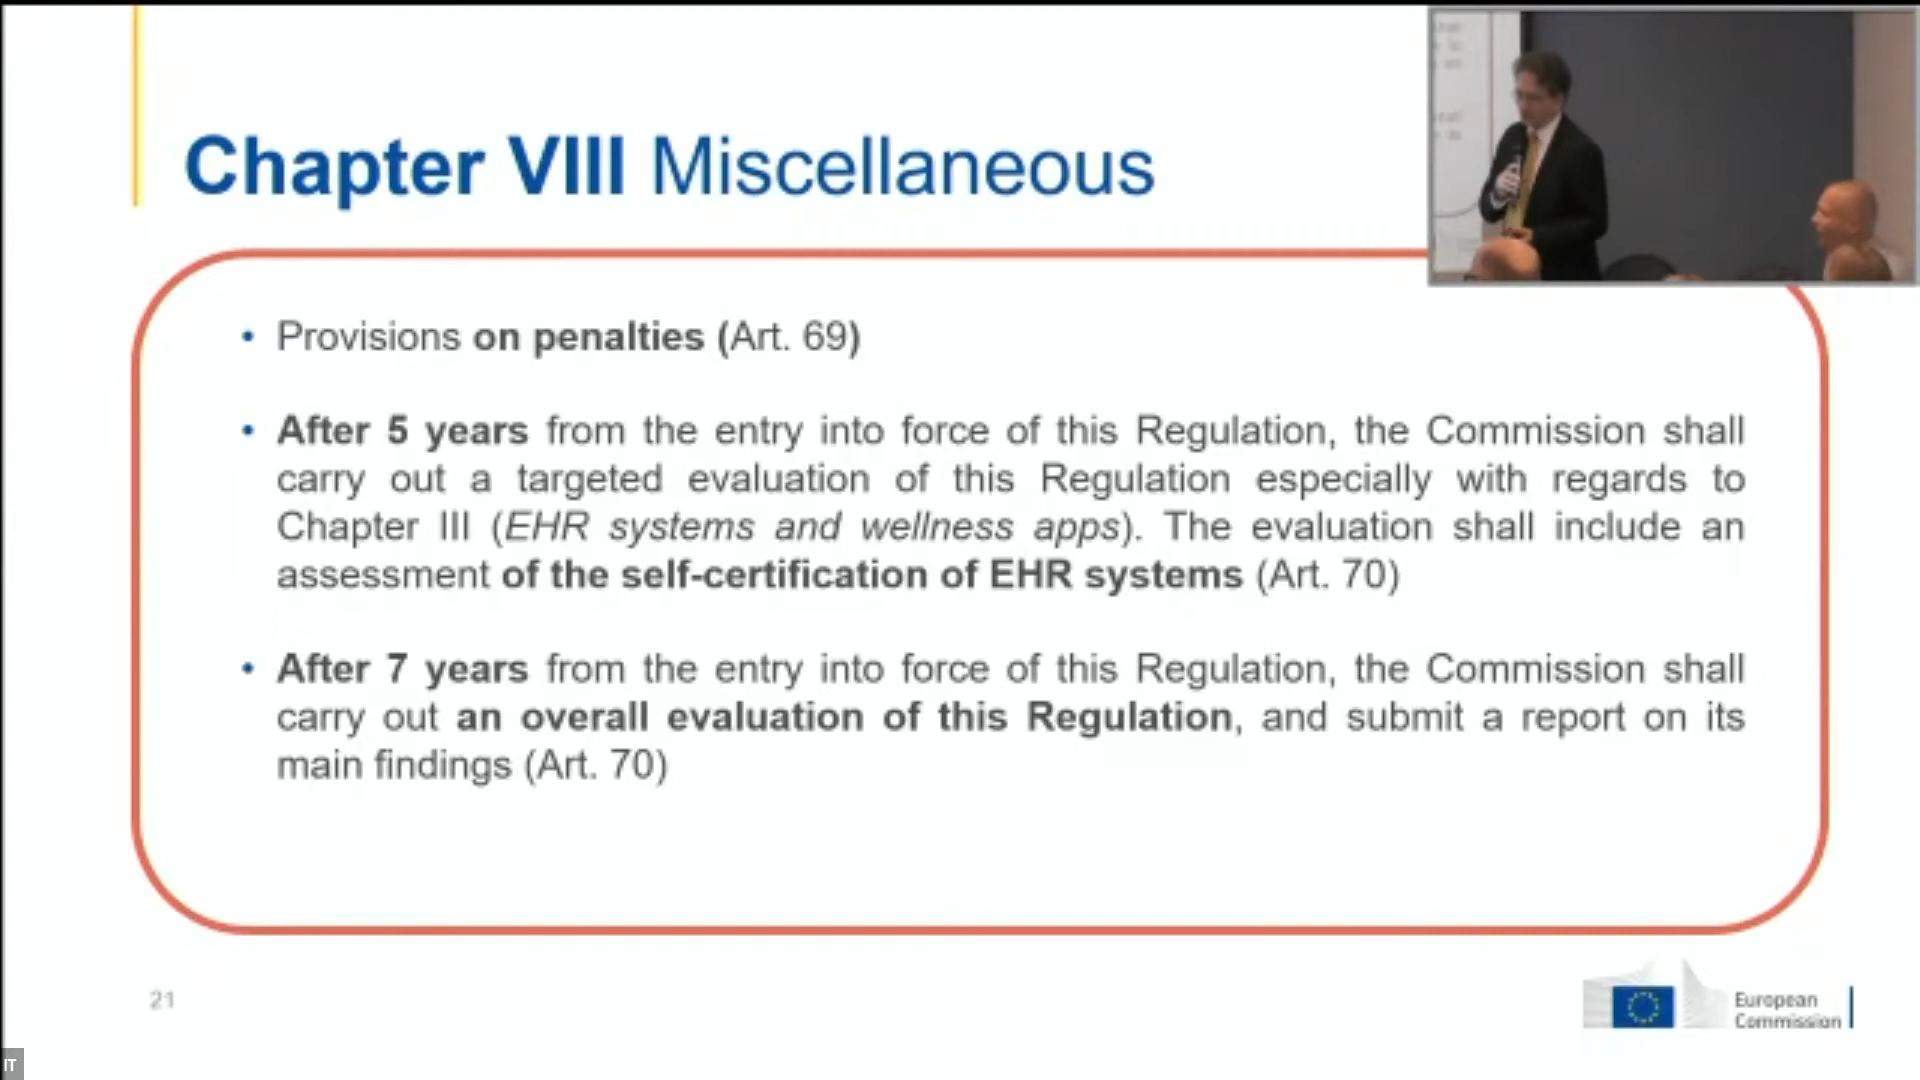 Chapter VIII Miscellaneous
• Provisions on penalties (Art. 69)
• After 5 years from the entry into force of this Regulation, the Commission shall
carry out a targeted evaluation of this Regulation especially with regards to
Chapter III (EHR systems and wellness apps). The evaluation shall include an
assessment of the self-certification of EHR systems (Art. 70)
• After 7 years from the entry into force of this Regulation, the Commission shall
carry out an overall evaluation of this Regulation, and submit a report on its
main findings (Art. 70)
21
European
Commission
IT